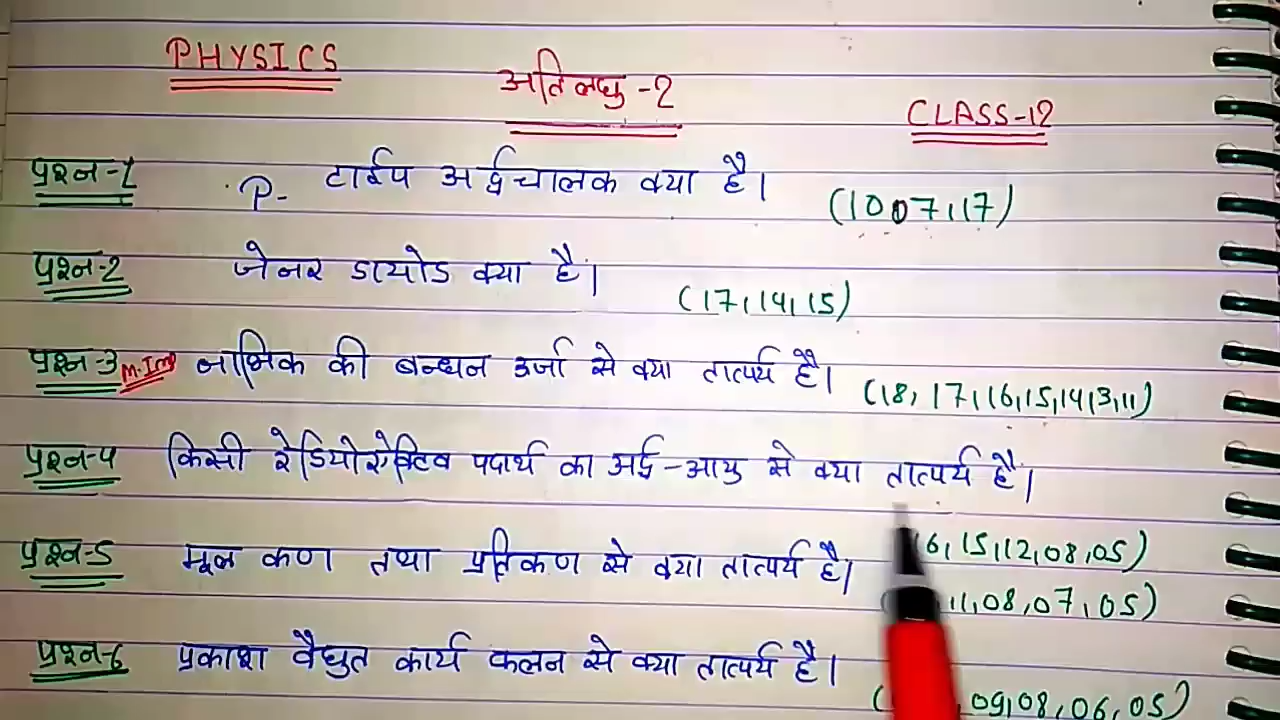 PHYSICS
अतिलघु-2
CLASS-12
प्रश्न-1 P- टाईप अर्द्धचालक क्या है।
(10 07,17)
प्रश्न-2 जेनर डायोड क्या है।
(17,14,15)
प्रश्न-3 M.Imp नाभिक की बन्धन उर्जा से क्या तात्पर्य है।
(18, 17,16,15,14,13,11)
प्रश्न-4 किसी रेडियोऐक्टिव पदार्थ का अर्द्ध-आयु से क्या तात्पर्य है।
6,15,12,08,05)
प्रश्न-5 मूल कण तथा प्रतिकण से क्या तात्पर्य है।
11,08,07,05)
प्रश्न-6 प्रकाश वैद्युत कार्य फलन से क्या तात्पर्य है।
( ,09,08,06,05)